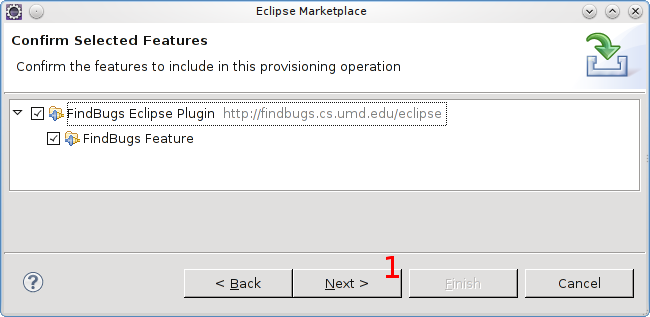 Eclipse Marketplace
Confirm Selected Features
Confirm the features to include in this provisioning operation
FindBugs Eclipse Plugin http://findbugs.cs.umd.edu/eclipse
FindBugs Feature
1
? < Back Next > Finish Cancel